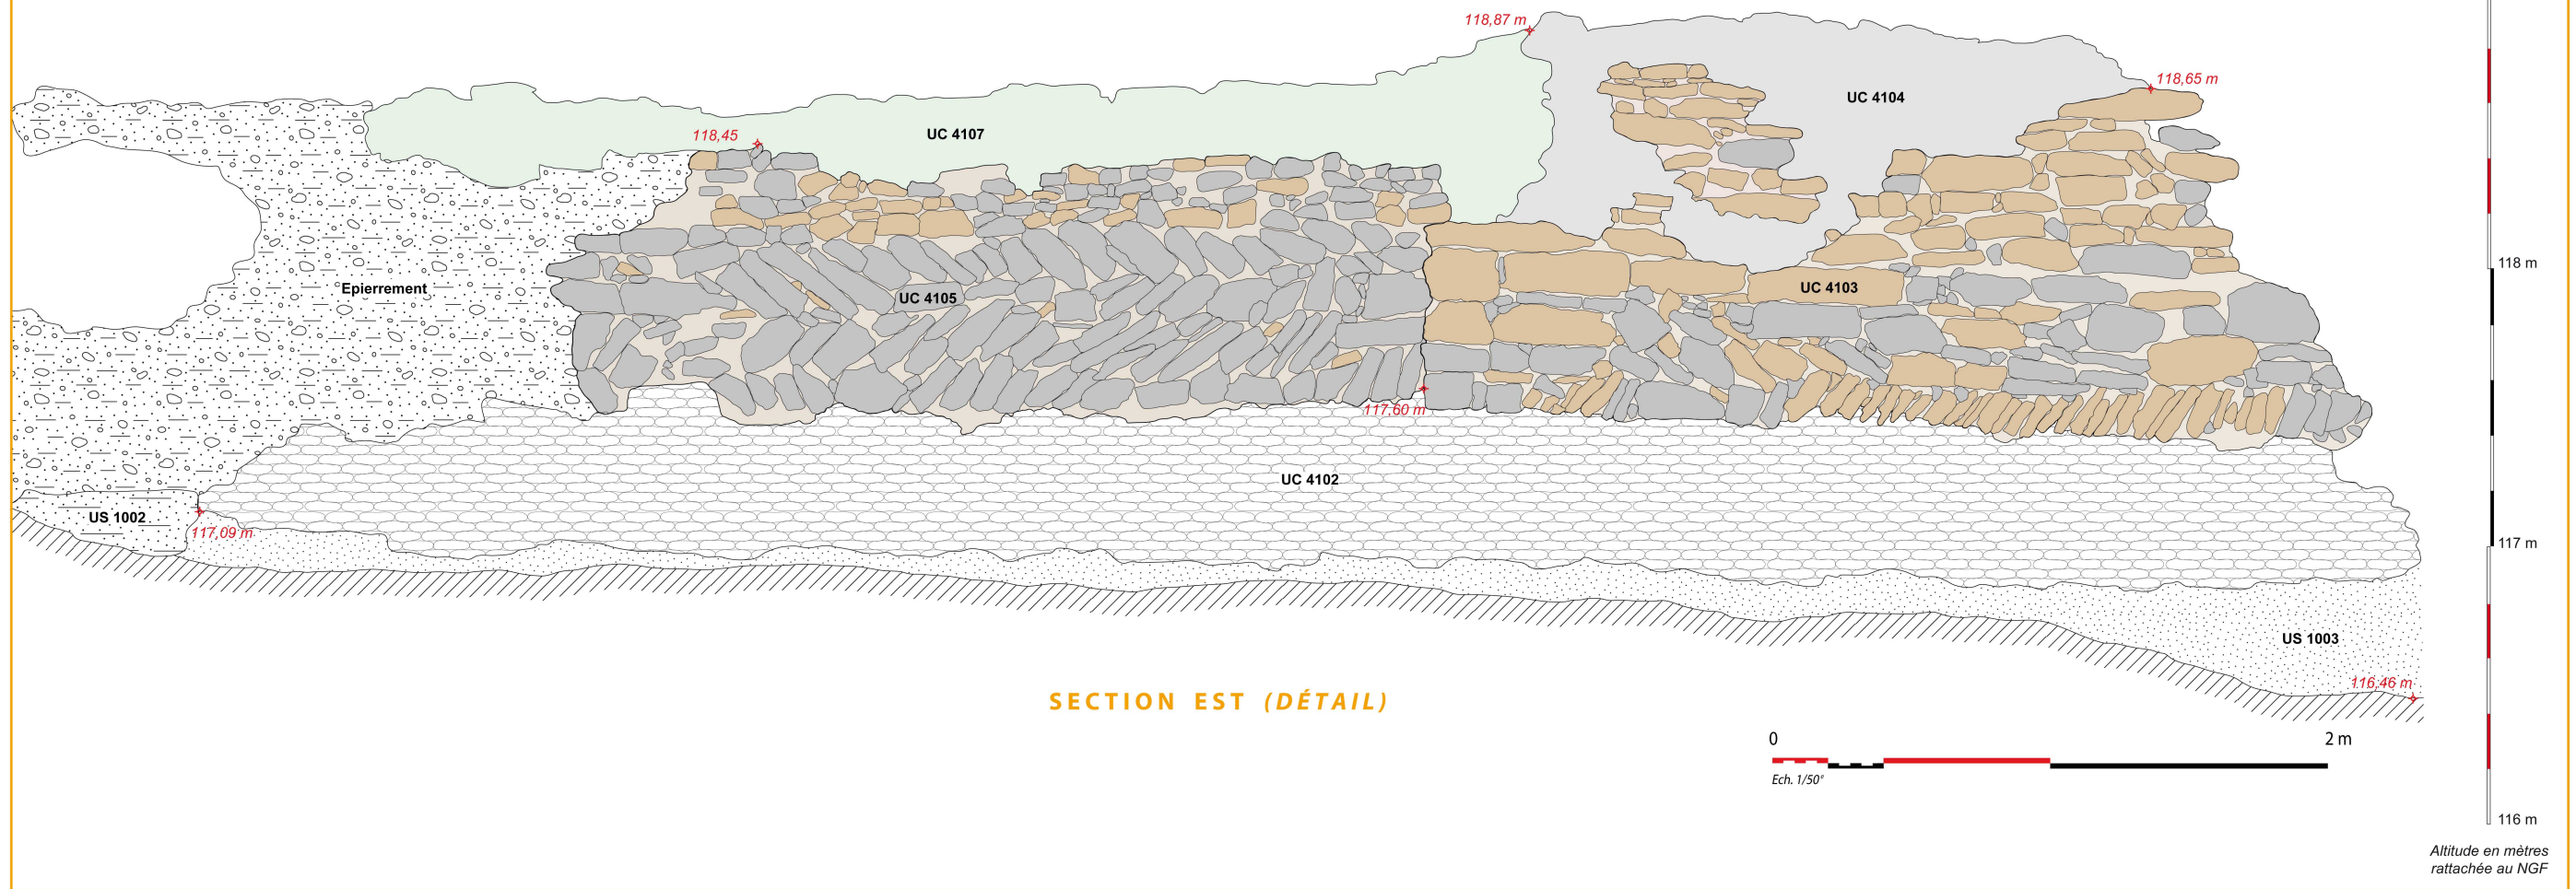 118,87 m
118,65 m
UC 4104
118,45
UC 4107
118 m
Epierrement
UC 4105
UC 4103
117,60 m
UC 4102
US 1002
117,09 m
117 m
US 1003
116,46 m
SECTION EST (DÉTAIL)
0 2 m
Ech. 1/50°
116 m
Altitude en mètres
rattachée au NGF